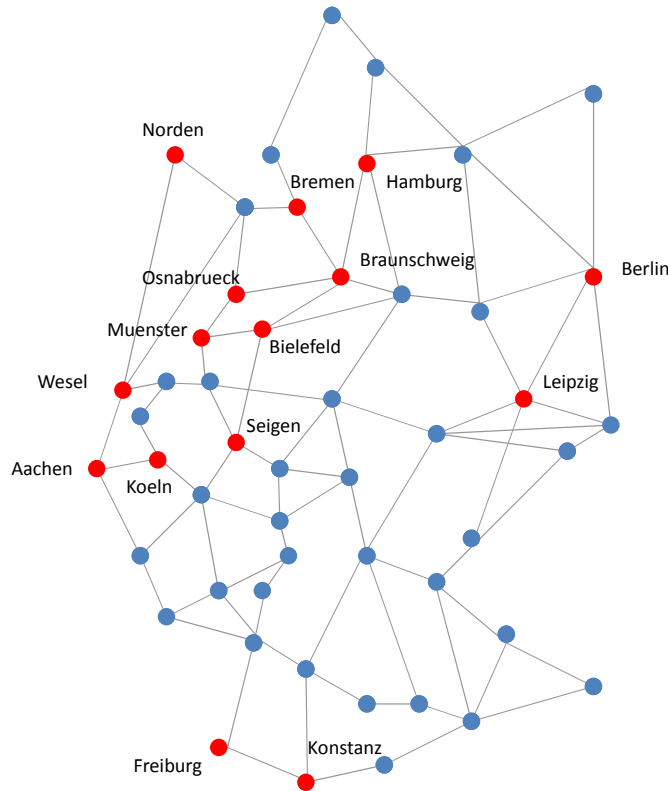 Norden
Bremen
Hamburg
Braunschweig
Berlin
Osnabrueck
Muenster
Bielefeld
Wesel
Leipzig
Seigen
Aachen
Koeln
Konstanz
Freiburg